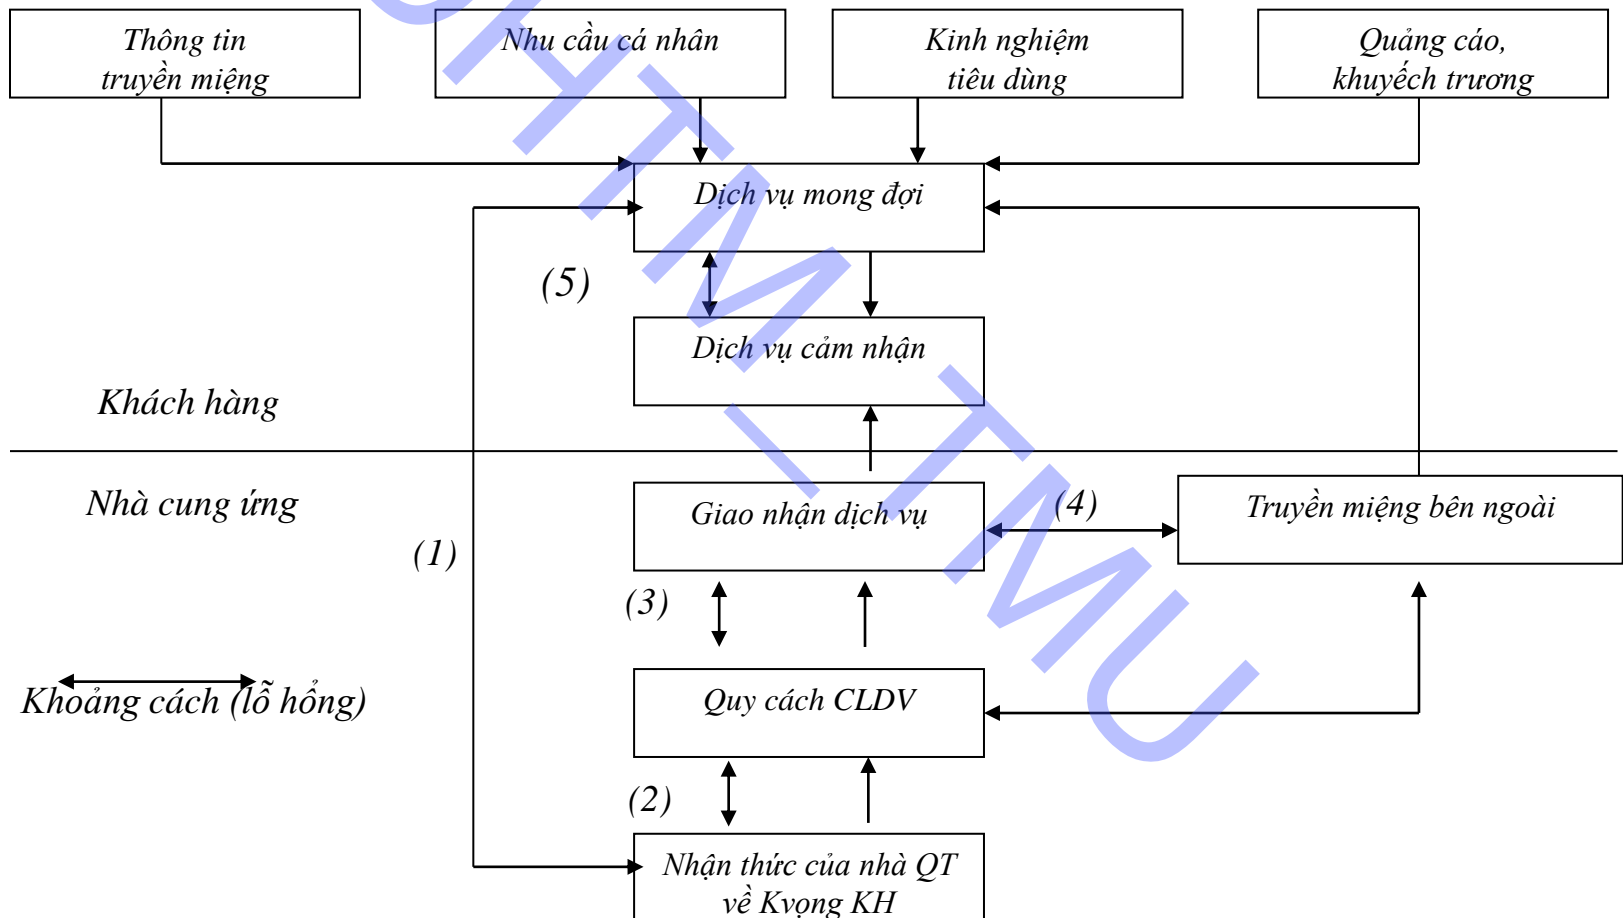 Thông tin
truyền miệng
Nhu cầu cá nhân
Kinh nghiệm
tiêu dùng
Quảng cáo,
khuyếch trương
Dịch vụ mong đợi
(5)
Dịch vụ cảm nhận
Khách hàng
Nhà cung ứng
Giao nhận dịch vụ
(4)
Truyền miệng bên ngoài
(1)
(3)
Khoảng cách (lỗ hổng)
Quy cách CLDV
(2)
Nhận thức của nhà QT
về Kvọng KH
HTM_TMU